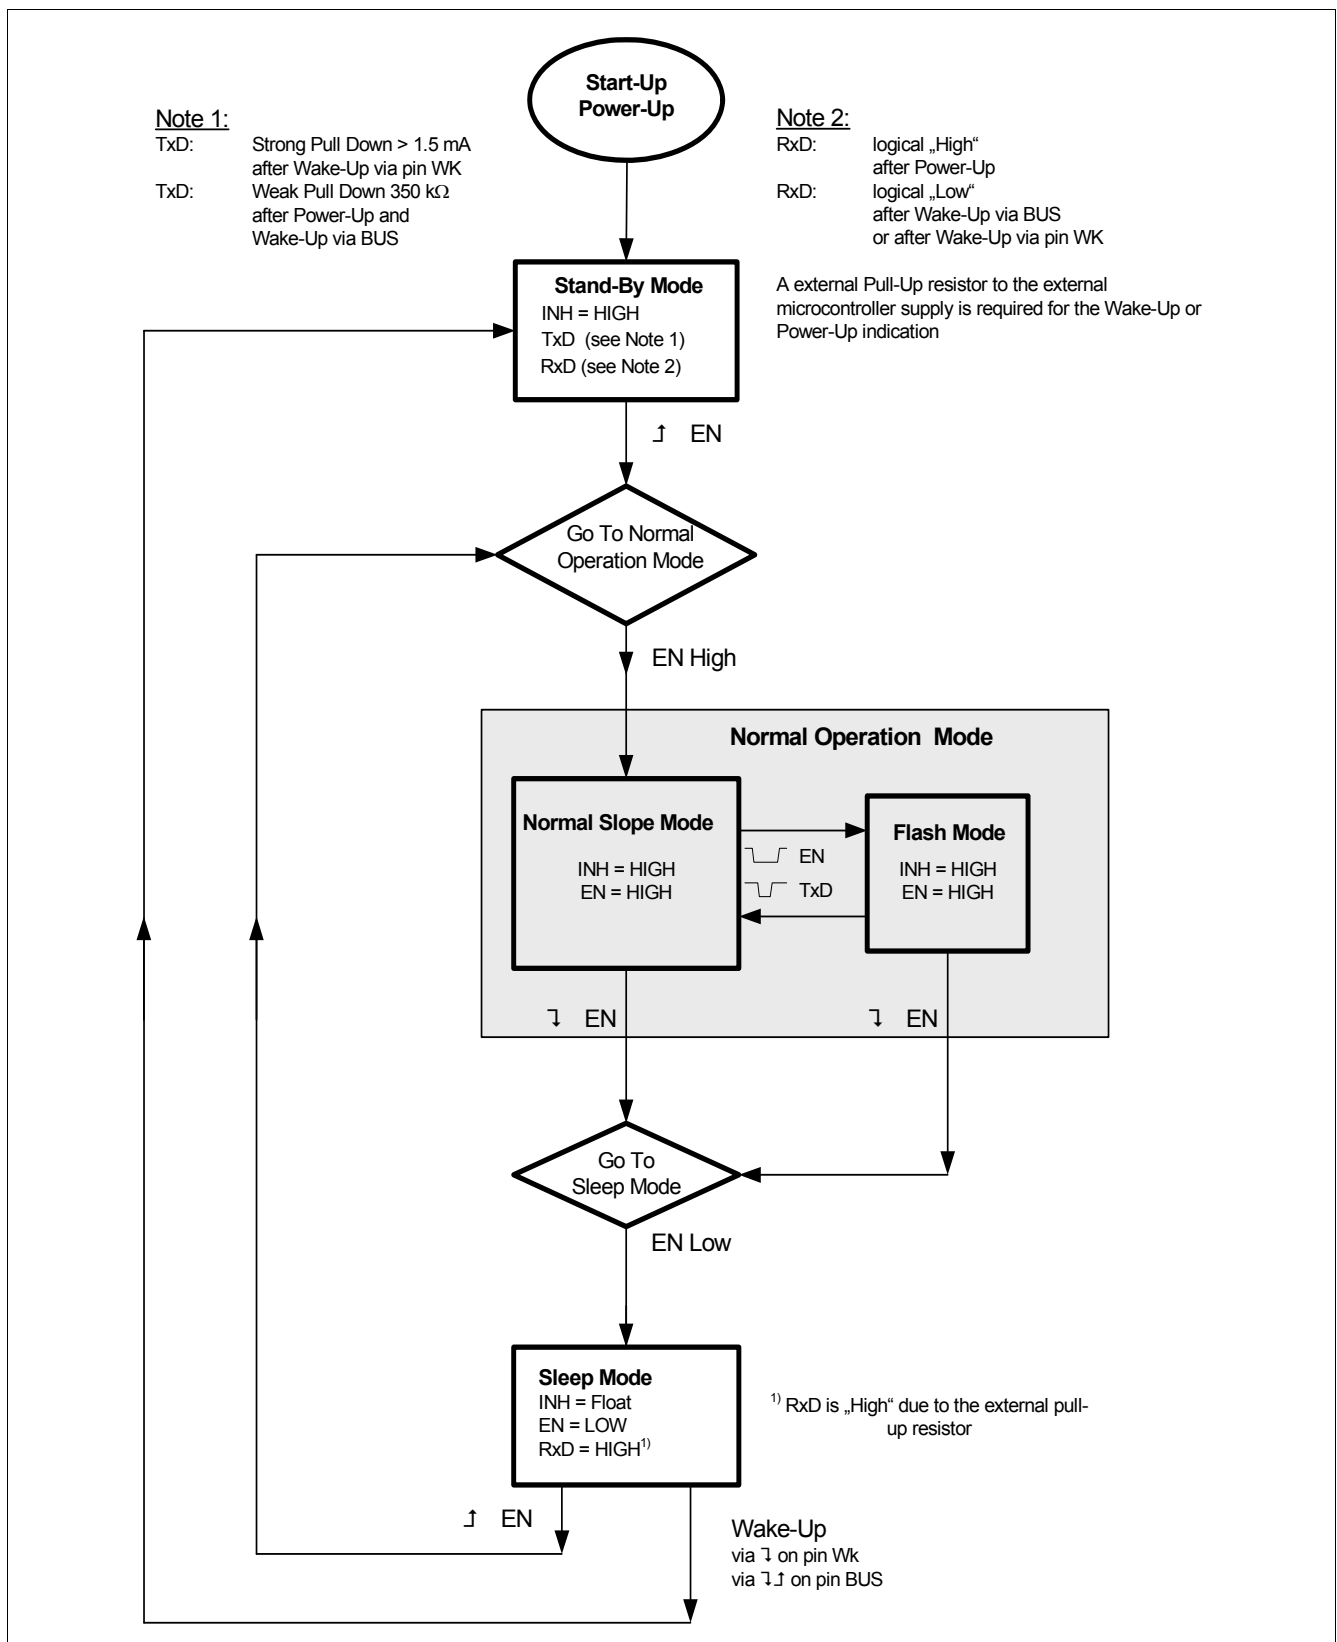 Start-Up
Power-Up
Note 1:
TxD: Strong Pull Down > 1.5 mA
after Wake-Up via pin WK
TxD: Weak Pull Down 350 kΩ
after Power-Up and
Wake-Up via BUS
Note 2:
RxD: logical „High“
after Power-Up
RxD: logical „Low“
after Wake-Up via BUS
or after Wake-Up via pin WK
A external Pull-Up resistor to the external
microcontroller supply is required for the Wake-Up or
Power-Up indication
Stand-By Mode
INH = HIGH
TxD (see Note 1)
RxD (see Note 2)
EN
Go To Normal
Operation Mode
EN High
Normal Operation Mode
Normal Slope Mode
INH = HIGH
EN = HIGH
EN
TxD
Flash Mode
INH = HIGH
EN = HIGH
EN
EN
Go To
Sleep Mode
EN Low
Sleep Mode
INH = Float
EN = LOW
RxD = HIGH1)
1) RxD is „High“ due to the external pull-
up resistor
EN
Wake-Up
via on pin Wk
via on pin BUS